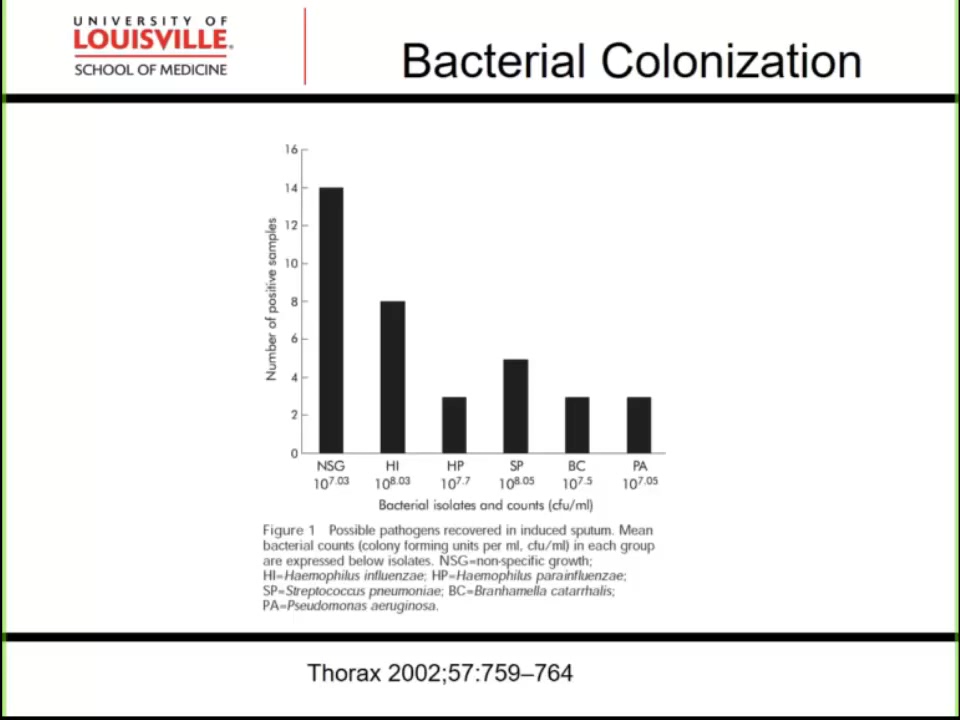 UNIVERSITY OF
LOUISVILLE®
SCHOOL OF MEDICINE
Bacterial Colonization
Number of positive samples
16
14
12
10
8
6
4
2
0
NSG HI HP SP BC PA
10^7.03 10^8.03 10^7.7 10^8.05 10^7.5 10^7.05
Bacterial isolates and counts (cfu/ml)
Figure 1 Possible pathogens recovered in induced sputum. Mean
bacterial counts (colony forming units per ml, cfu/ml) in each group
are expressed below isolates. NSG=non-specific growth;
HI=Haemophilus influenzae; HP=Haemophilus parainfluenzae;
SP=Streptococcus pneumoniae; BC=Branhamella catarrhalis;
PA=Pseudomonas aeruginosa.
Thorax 2002;57:759–764